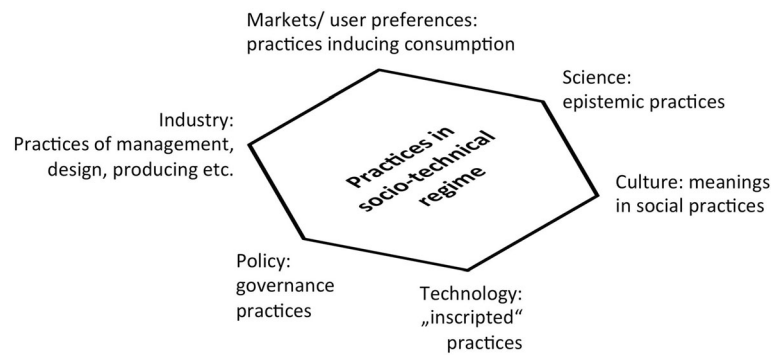 Markets/ user preferences:
practices inducing consumption
Science:
epistemic practices
Industry:
Practices of management,
design, producing etc.
Practices in
socio-technical
regime
Culture: meanings
in social practices
Policy:
governance
practices
Technology:
„inscripted“
practices